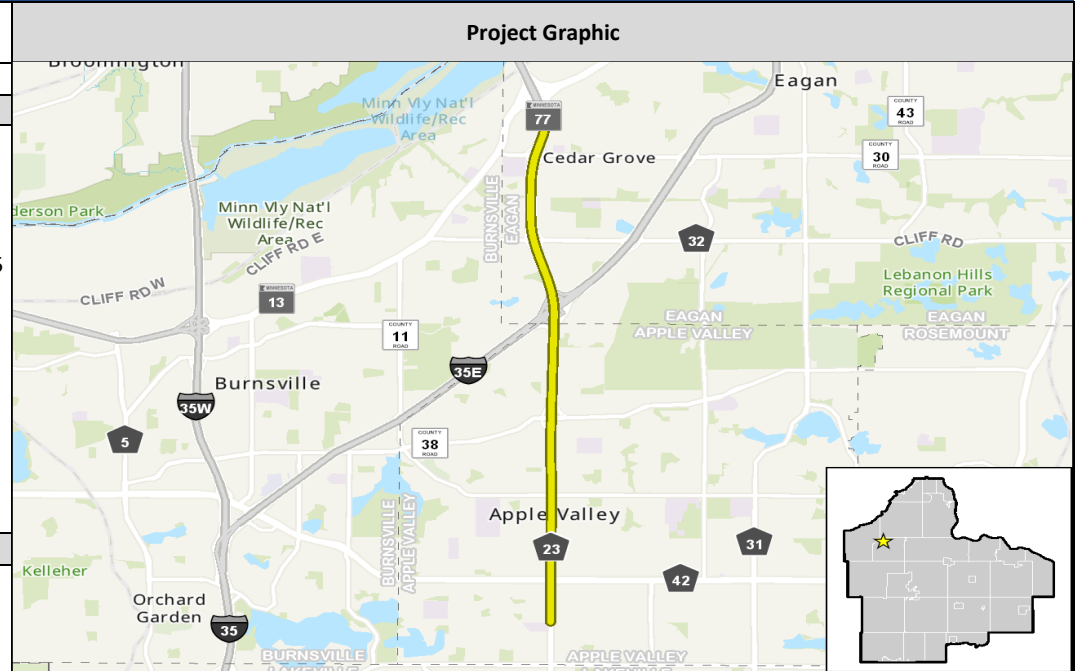 Project Graphic
Bloomington
Eagan
Minn Vly Nat'l
Wildlife/Rec
Area
MINNESOTA
77
COUNTY
43
ROAD
COUNTY
30
ROAD
Cedar Grove
derson Park
Minn Vly Nat'l
Wildlife/Rec
Area
BURNSVILLE
EAGAN
32
CLIFF RD E
CLIFF RD
CLIFF RD W
Lebanon Hills
Regional Park
MINNESOTA
13
EAGAN
APPLE VALLEY
EAGAN
ROSEMOUNT
COUNTY
11
ROAD
35E
Burnsville
35W
5
COUNTY
38
ROAD
Apple Valley
BURNSVILLE
APPLE VALLEY
23
31
42
Kelleher
Orchard
Garden
35
BURNSVILLE
LAKEVILLE
APPLE VALLEY
LAKEVILLE